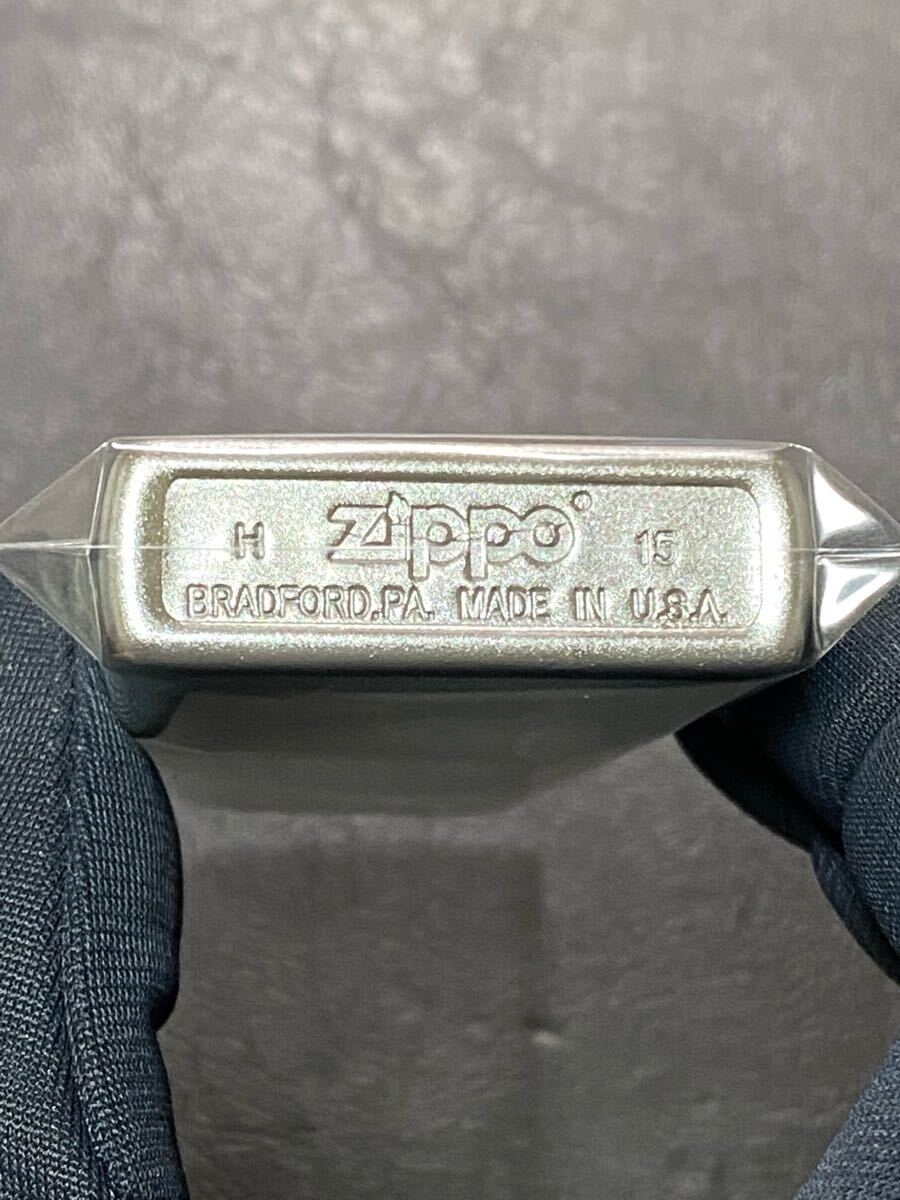 H Zippo® 15
BRADFORD,PA. MADE IN U.S.A.